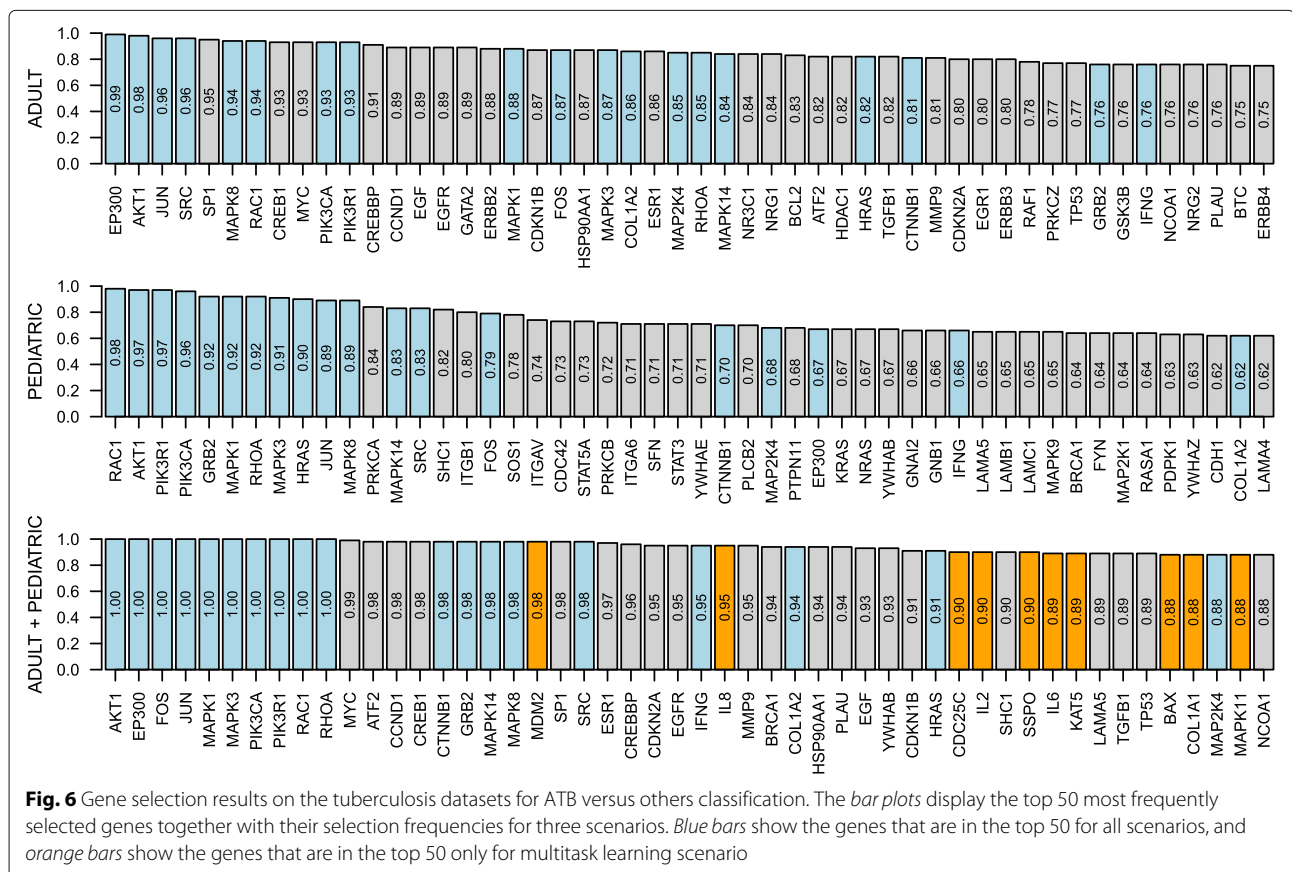 ADULT
1.0
0.8
0.6
0.4
0.2
0.0
0.99 0.98 0.96 0.96 0.95 0.94 0.94 0.93 0.93 0.93 0.93 0.91 0.89 0.89 0.89 0.89 0.88 0.88 0.87 0.87 0.87 0.87 0.86 0.86 0.85 0.85 0.84 0.84 0.84 0.83 0.82 0.82 0.82 0.82 0.81 0.81 0.80 0.80 0.80 0.78 0.77 0.77 0.76 0.76 0.76 0.76 0.76 0.76 0.75 0.75
EP300 AKT1 JUN SRC SP1 MAPK8 RAC1 CREB1 MYC PIK3CA PIK3R1 CREBBP CCND1 EGF EGFR GATA2 ERBB2 MAPK1 CDKN1B FOS HSP90AA1 MAPK3 COL1A2 ESR1 MAP2K4 RHOA MAPK14 NR3C1 NRG1 BCL2 ATF2 HDAC1 HRAS TGFB1 CTNNB1 MMP9 CDKN2A EGR1 ERBB3 RAF1 PRKCZ TP53 GRB2 GSK3B IFNG NCOA1 NRG2 PLAU BTC ERBB4
PEDIATRIC
1.0
0.8
0.6
0.4
0.2
0.0
0.98 0.97 0.97 0.96 0.92 0.92 0.92 0.91 0.90 0.89 0.89 0.84 0.83 0.83 0.82 0.80 0.79 0.78 0.74 0.73 0.73 0.72 0.71 0.71 0.71 0.71 0.70 0.70 0.68 0.68 0.67 0.67 0.67 0.67 0.66 0.66 0.66 0.65 0.65 0.65 0.65 0.64 0.64 0.64 0.64 0.63 0.63 0.62 0.62 0.62
RAC1 AKT1 PIK3R1 PIK3CA GRB2 MAPK1 RHOA MAPK3 HRAS JUN MAPK8 PRKCA MAPK14 SRC SHC1 ITGB1 FOS SOS1 ITGAV CDC42 STAT5A PRKCB ITGA6 SFN STAT3 YWHAE CTNNB1 PLCB2 MAP2K4 PTPN11 EP300 KRAS NRAS YWHAB GNAI2 GNB1 IFNG LAMA5 LAMB1 LAMC1 MAPK9 BRCA1 FYN MAP2K1 RASA1 PDPK1 YWHAZ CDH1 COL1A2 LAMA4
ADULT + PEDIATRIC
1.0
0.8
0.6
0.4
0.2
0.0
1.00 1.00 1.00 1.00 1.00 1.00 1.00 1.00 1.00 1.00 0.99 0.98 0.98 0.98 0.98 0.98 0.98 0.98 0.98 0.98 0.98 0.97 0.96 0.95 0.95 0.95 0.95 0.95 0.94 0.94 0.94 0.94 0.93 0.93 0.91 0.91 0.90 0.90 0.90 0.90 0.89 0.89 0.89 0.89 0.89 0.88 0.88 0.88 0.88 0.88
AKT1 EP300 FOS JUN MAPK1 MAPK3 PIK3CA PIK3R1 RAC1 RHOA MYC ATF2 CCND1 CREB1 CTNNB1 GRB2 MAPK14 MAPK8 MDM2 SP1 SRC ESR1 CREBBP CDKN2A EGFR IFNG IL8 MMP9 BRCA1 COL1A2 HSP90AA1 PLAU EGF YWHAB CDKN1B HRAS CDC25C IL2 SHC1 SSPO IL6 KAT5 LAMA5 TGFB1 TP53 BAX COL1A1 MAP2K4 MAPK11 NCOA1
Fig. 6 Gene selection results on the tuberculosis datasets for ATB versus others classification. The bar plots display the top 50 most frequently
selected genes together with their selection frequencies for three scenarios. Blue bars show the genes that are in the top 50 for all scenarios, and
orange bars show the genes that are in the top 50 only for multitask learning scenario